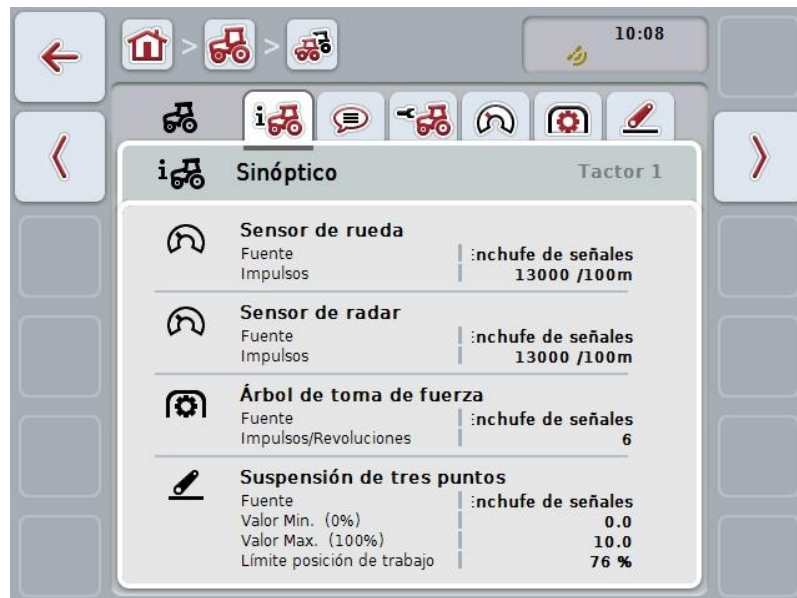 10:08
i
Sinóptico Tactor 1
Sensor de rueda
Fuente :nchufe de señales
Impulsos 13000 /100m
Sensor de radar
Fuente :nchufe de señales
Impulsos 13000 /100m
Árbol de toma de fuerza
Fuente :nchufe de señales
Impulsos/Revoluciones 6
Suspensión de tres puntos
Fuente :nchufe de señales
Valor Min. (0%) 0.0
Valor Max. (100%) 10.0
Límite posición de trabajo 76 %